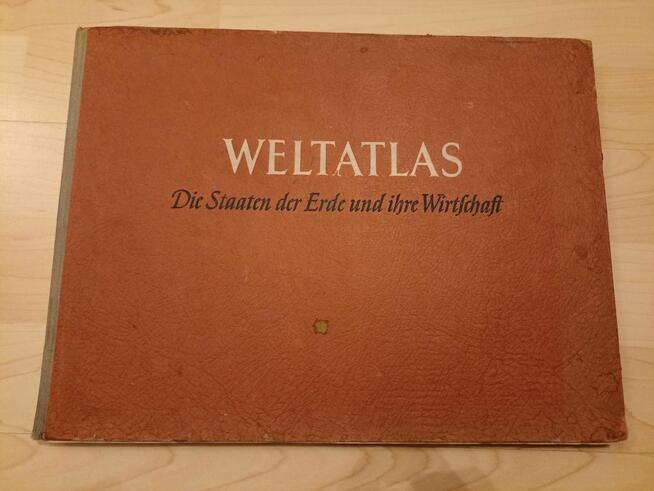 WELTATLAS
Die Staaten der Erde und ihre Wirtſchaft